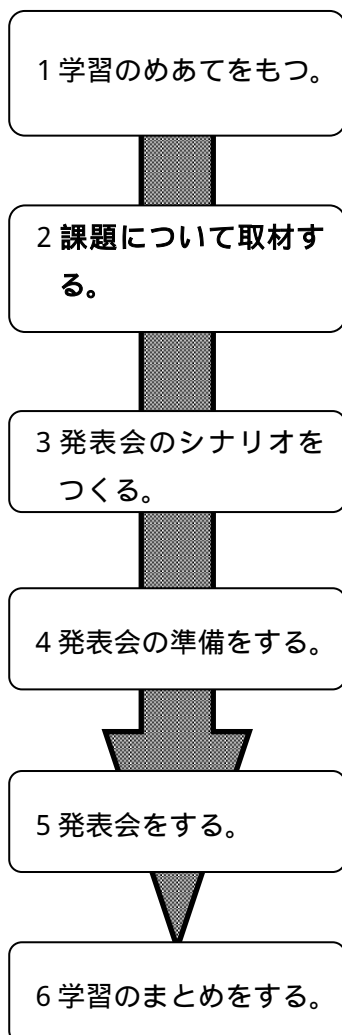 1 学習のめあてをもつ。
2 課題について取材す
る。
3 発表会のシナリオを
つくる。
4 発表会の準備をする。
5 発表会をする。
6 学習のまとめをする。